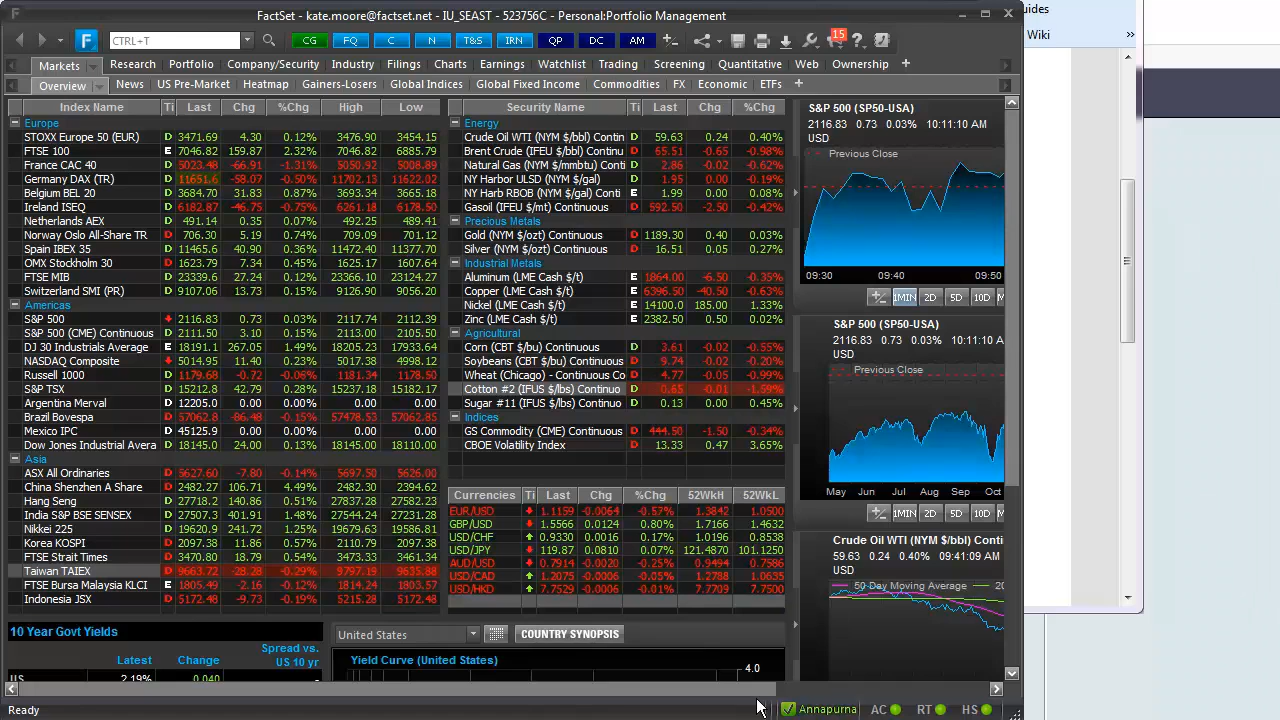 FactSet - kate.moore@factset.net - IU_SEAST - 523756C - Personal:Portfolio Management
uides
Wiki
CTRL+T
CG FQ C N T&S IRN QP DC AM 15
Markets Research Portfolio Company/Security Industry Filings Charts Earnings Watchlist Trading Screening Quantitative Web Ownership
Overview News US Pre-Market Heatmap Gainers-Losers Global Indices Global Fixed Income Commodities FX Economic ETFs
Index Name Ti Last Chg %Chg High Low
Europe
STOXX Europe 50 (EUR) D 3471.69 4.30 0.12% 3476.90 3454.15
FTSE 100 E 7046.82 159.87 2.32% 7046.82 6885.79
France CAC 40 D 5023.48 -66.91 -1.31% 5050.92 5008.89
Germany DAX (TR) D 11651.6 -58.07 -0.50% 11702.13 11622.02
Belgium BEL 20 D 3684.70 31.83 0.87% 3693.34 3665.18
Ireland ISEQ D 6182.87 -46.75 -0.75% 6261.18 6178.50
Netherlands AEX D 491.14 0.35 0.07% 492.25 489.41
Norway Oslo All-Share TR D 706.30 5.19 0.74% 709.38 701.12
Spain IBEX 35 D 11465.6 40.90 0.36% 11472.40 11377.70
OMX Stockholm 30 D 1623.79 7.34 0.45% 1625.17 1607.64
FTSE MIB D 23339.6 27.24 0.12% 23366.10 23124.27
Switzerland SMI (PR) D 9107.06 13.73 0.15% 9126.90 9056.20
Americas
S&P 500 2116.83 0.73 0.03% 2117.74 2112.39
S&P 500 (CME) Continuous D 2111.50 3.10 0.15% 2113.00 2105.50
DJ 30 Industrials Average E 18191.1 267.05 1.49% 18205.18 17933.64
NASDAQ Composite 5014.95 11.40 0.23% 5017.38 4998.12
Russell 1000 D 1179.68 -0.72 -0.06% 1181.34 1178.50
S&P TSX D 15212.8 42.79 0.28% 15237.18 15182.17
Argentina Merval D 12205.0 0.00 0.00% 0.00 0.00
Brazil Bovespa D 57062.8 -86.48 -0.15% 57478.53 57062.85
Mexico IPC D 45125.9 0.00 0.00% 0.00 0.00
Dow Jones Industrial Avera D 18145.0 24.00 0.13% 18145.00 18110.00
Asia
ASX All Ordinaries D 5627.60 -7.80 -0.14% 5697.50 5626.00
China Shenzhen A Share D 2482.27 106.71 4.49% 2482.30 2394.62
Hang Seng D 27718.2 140.86 0.51% 27837.28 27582.23
India S&P BSE SENSEX D 27507.3 401.91 1.48% 27513.28 27087.04
Nikkei 225 D 19620.9 241.72 1.25% 19638.29 19586.81
Korea KOSPI D 2097.38 11.86 0.57% 2110.79 2097.38
FTSE Strait Times D 3470.80 18.79 0.54% 3473.33 3461.34
Taiwan TAIEX D 9663.72 -28.28 -0.29% 9797.19 9635.88
FTSE Bursa Malaysia KLCI E 1805.49 -2.16 -0.12% 1814.24 1803.57
Indonesia JSX D 5172.48 -9.73 -0.19% 5215.28 5172.48
Security Name Ti Last Chg %Chg
Energy
Crude Oil WTI (NYM $/bbl) Contin D 59.63 0.24 0.40%
Brent Crude (IFEU $/bbl) Continu D 65.51 -0.65 -0.98%
Natural Gas (NYM $/mmbtu) Conti D 2.86 -0.02 -0.62%
NY Harbor ULSD (NYM $/gal) D 1.95 0.00 -0.19%
NY Harb RBOB (NYM $/gal) Conti E 1.99 0.00 0.08%
Gasoil (IFEU $/mt) Continuous D 592.50 -2.50 -0.42%
Precious Metals
Gold (NYM $/ozt) Continuous D 1189.30 0.40 0.03%
Silver (NYM $/ozt) Continuous D 16.51 0.05 0.27%
Industrial Metals
Aluminum (LME Cash $/t) E 1864.00 -6.50 -0.35%
Copper (LME Cash $/t) E 6396.50 -40.50 -0.63%
Nickel (LME Cash $/t) E 14100.0 185.00 1.33%
Zinc (LME Cash $/t) E 2382.50 0.50 0.02%
Agricultural
Corn (CBT $/bu) Continuous D 3.61 -0.02 -0.55%
Soybeans (CBT $/bu) Continuous D 9.74 -0.02 -0.20%
Wheat (Chicago) - Continuous Co D 4.77 -0.05 -0.99%
Cotton #2 (IFUS $/lbs) Continuo D 0.65 -0.01 -1.59%
Sugar #11 (IFUS $/lbs) Continuo D 0.13 0.00 0.45%
Indices
GS Commodity (CME) Continuous D 444.50 -1.50 -0.34%
CBOE Volatility Index D 13.33 0.47 3.65%
Currencies Ti Last Chg %Chg 52WkH 52WkL
EUR/USD 1.1159 -0.0064 -0.57% 1.3842 1.0500
GBP/USD 1.5566 0.0124 0.80% 1.7166 1.4632
USD/CHF 0.9330 0.0016 0.17% 1.0196 0.8538
USD/JPY 119.87 0.0810 0.07% 121.4870 101.1250
AUD/USD 0.7914 -0.0020 -0.25% 0.9494 0.7586
USD/CAD 1.2075 -0.0006 -0.05% 1.2788 1.0635
USD/HKD 7.7529 -0.0006 -0.01% 7.7709 7.7501
S&P 500 (SP50-USA)
2116.83 0.73 0.03% 10:11:10 AM
USD
Previous Close
09:30 09:40 09:50
1MIN 2D 5D 10D M
S&P 500 (SP50-USA)
2116.83 0.73 0.03% 10:11:10 AM
USD
Previous Close
May Jun Jul Aug Sep Oct
1MIN 2D 5D 10D M
Crude Oil WTI (NYM $/bbl) Conti
59.63 0.24 0.40% 09:41:09 AM
USD
50 Day Moving Average 20
10 Year Govt Yields
Latest Change Spread vs. US 10 yr
US 2.19% 0.040 -
United States COUNTRY SYNOPSIS
Yield Curve (United States)
4.0
Ready
Annapurna AC RT HS